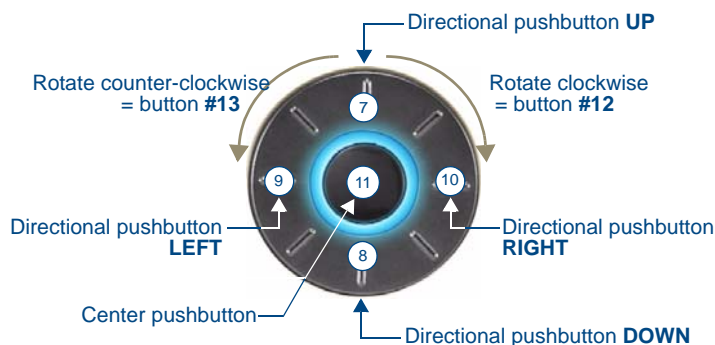 Directional pushbutton UP
Rotate counter-clockwise
= button #13
Rotate clockwise
= button #12
7
9
11
10
Directional pushbutton
LEFT
Directional pushbutton
RIGHT
8
Center pushbutton
Directional pushbutton DOWN